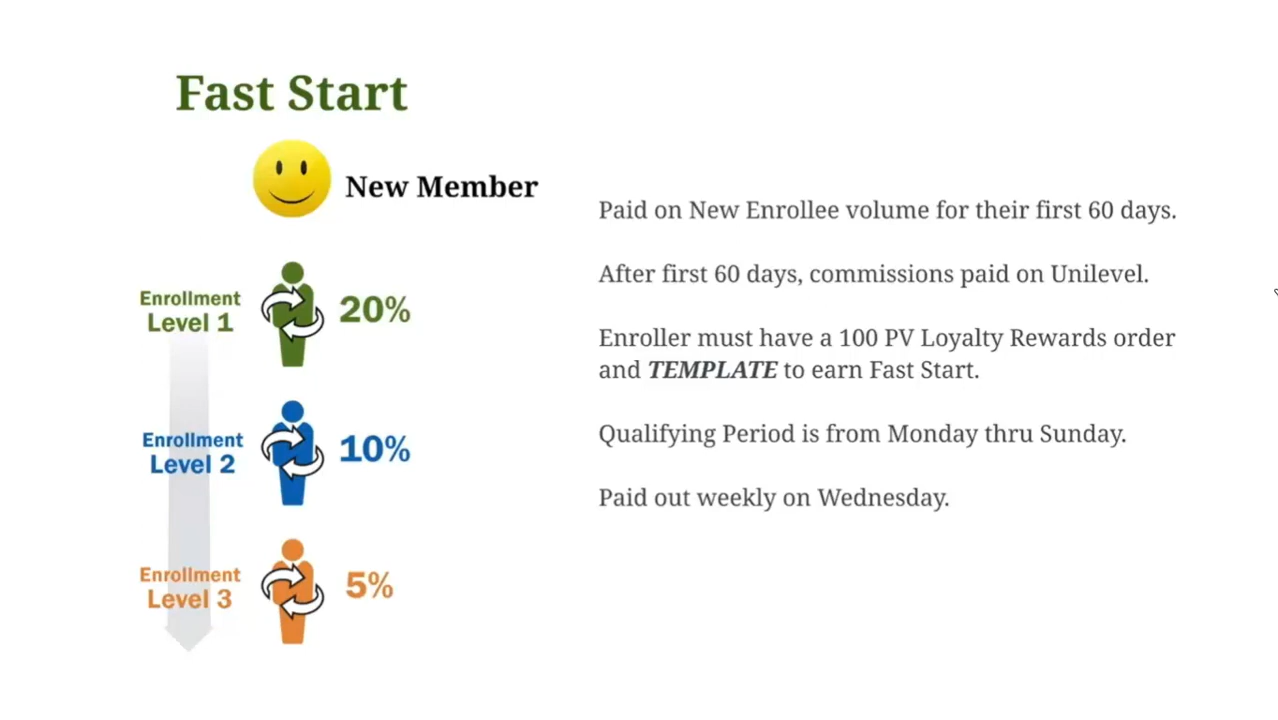 Fast Start
New Member
Enrollment
Level 1
20%
Enrollment
Level 2
10%
Enrollment
Level 3
5%
Paid on New Enrollee volume for their first 60 days.
After first 60 days, commissions paid on Unilevel.
Enroller must have a 100 PV Loyalty Rewards order
and TEMPLATE to earn Fast Start.
Qualifying Period is from Monday thru Sunday.
Paid out weekly on Wednesday.